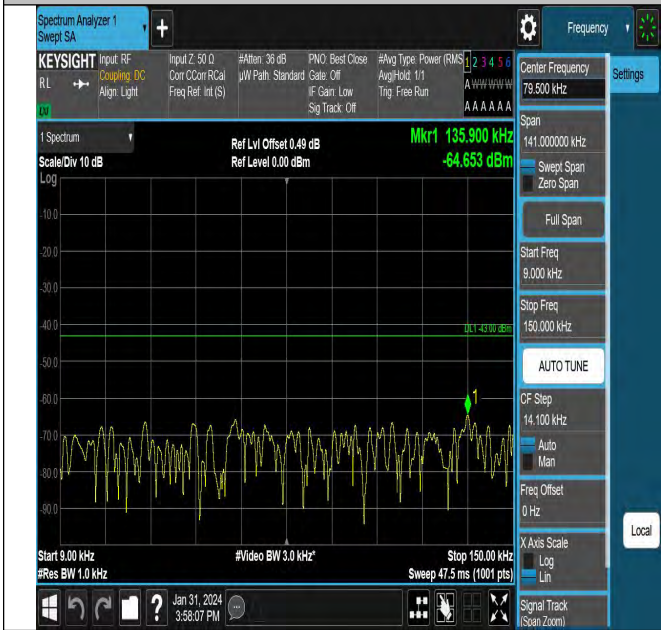 Spectrum Analyzer 1
Swept SA
+
Frequency
KEYSIGHT
RL
Input: RF
Coupling: DC
Align: Light
Input Z: 50 Ω
Corr CCorr RCal
Freq Ref: Int (S)
#Atten: 36 dB
µW Path: Standard
PNO: Best Close
Gate: Off
IF Gain: Low
Sig Track: Off
#Avg Type: Power (RMS
Avg|Hold: 1/1
Trig: Free Run
1 2 3 4 5 6
A W W W W W
A A A A A A
1 Spectrum
Scale/Div 10 dB
Ref Lvl Offset 0.49 dB
Ref Level 0.00 dBm
Mkr1 135.900 kHz
-64.653 dBm
Log
-10.0
-20.0
-30.0
-40.0
-50.0
-60.0
-70.0
-80.0
-90.0
DL1 -43.00 dBm
1
Start 9.00 kHz
#Res BW 1.0 kHz
#Video BW 3.0 kHz*
Stop 150.00 kHz
Sweep 47.5 ms (1001 pts)
?
Jan 31, 2024
3:58:07 PM
Center Frequency
79.500 kHz
Span
141.000000 kHz
Swept Span
Zero Span
Full Span
Start Freq
9.000 kHz
Stop Freq
150.000 kHz
AUTO TUNE
CF Step
14.100 kHz
Auto
Man
Freq Offset
0 Hz
X Axis Scale
Log
Lin
Signal Track
(Span Zoom)
Settings
Local